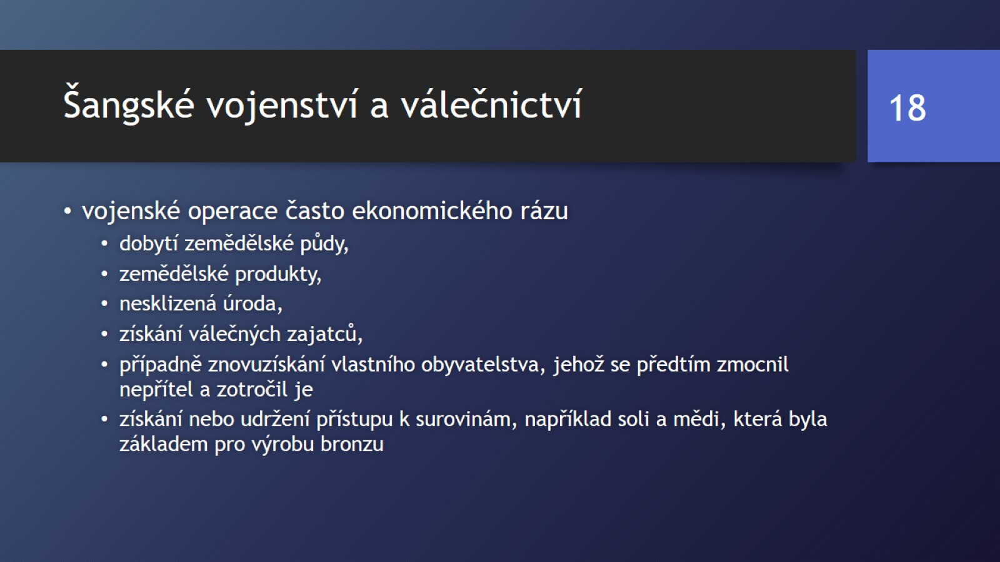 Šangské vojenství a válečnictví
18
• vojenské operace často ekonomického rázu
• dobytí zemědělské půdy,
• zemědělské produkty,
• nesklizená úroda,
• získání válečných zajatců,
• případně znovuzískání vlastního obyvatelstva, jehož se předtím zmocnil
nepřítel a zotročil je
• získání nebo udržení přístupu k surovinám, například soli a mědi, která byla
základem pro výrobu bronzu